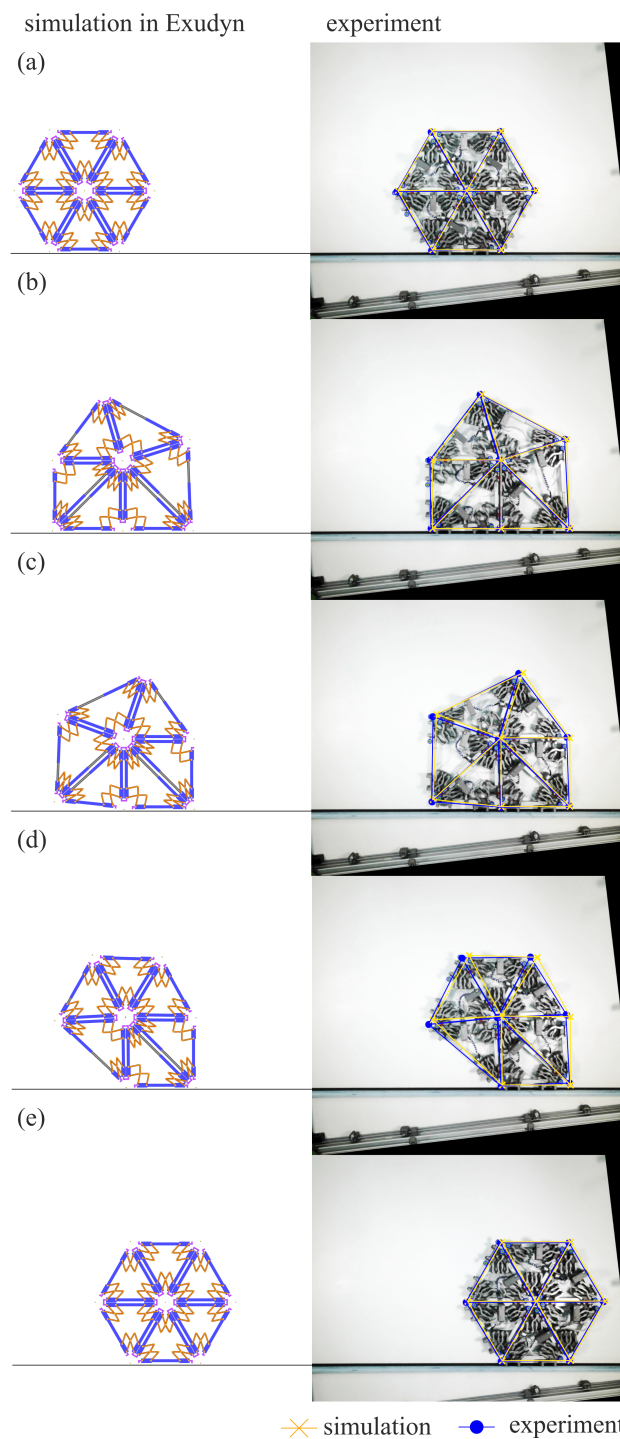 simulation in Exudyn experiment
(a)
(b)
(c)
(d)
(e)
simulation experiment